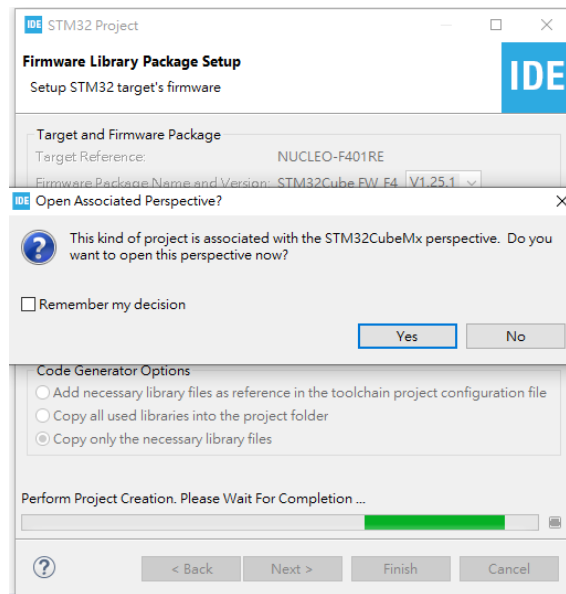 IDE STM32 Project
Firmware Library Package Setup
Setup STM32 target's firmware
IDE
Target and Firmware Package
Target Reference: NUCLEO-F401RE
Firmware Package Name and Version: STM32Cube FW_F4 V1.25.1
IDE Open Associated Perspective?
This kind of project is associated with the STM32CubeMx perspective. Do you
want to open this perspective now?
Remember my decision
Yes No
Code Generator Options
Add necessary library files as reference in the toolchain project configuration file
Copy all used libraries into the project folder
Copy only the necessary library files
Perform Project Creation. Please Wait For Completion ...
? < Back Next > Finish Cancel